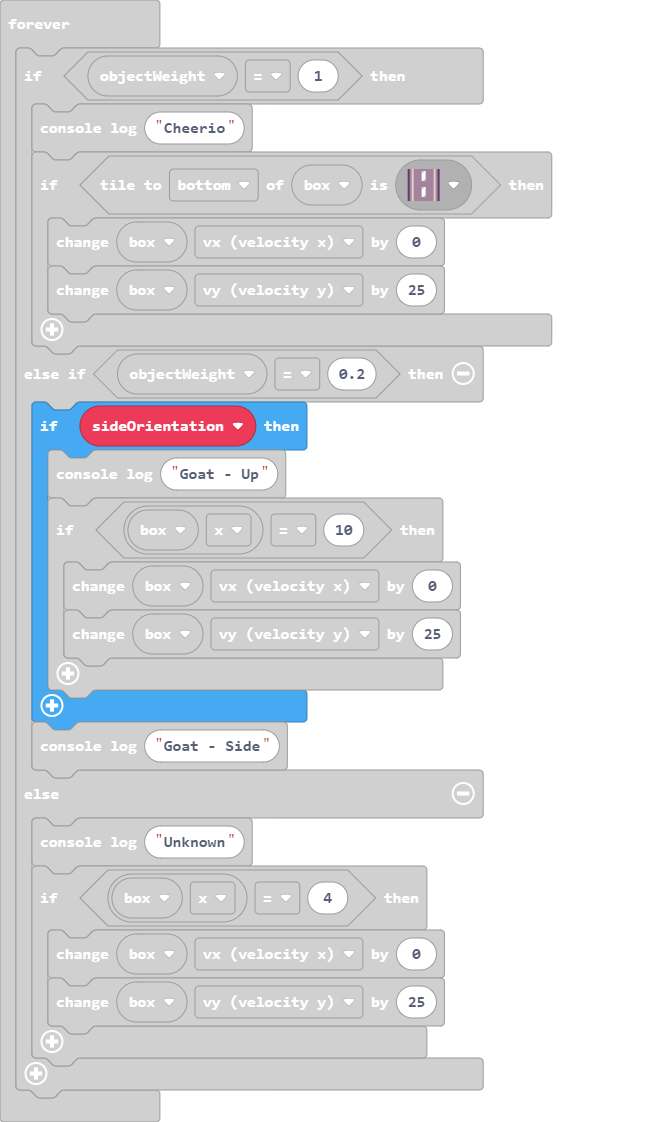 forever
if objectWeight = 1 then
console log "Cheerio"
if tile to bottom of box is then
change box vx (velocity x) by 0
change box vy (velocity y) by 25
else if objectWeight = 0.2 then
if sideOrientation then
console log "Goat - Up"
if box x = 10 then
change box vx (velocity x) by 0
change box vy (velocity y) by 25
console log "Goat - Side"
else
console log "Unknown"
if box x = 4 then
change box vx (velocity x) by 0
change box vy (velocity y) by 25